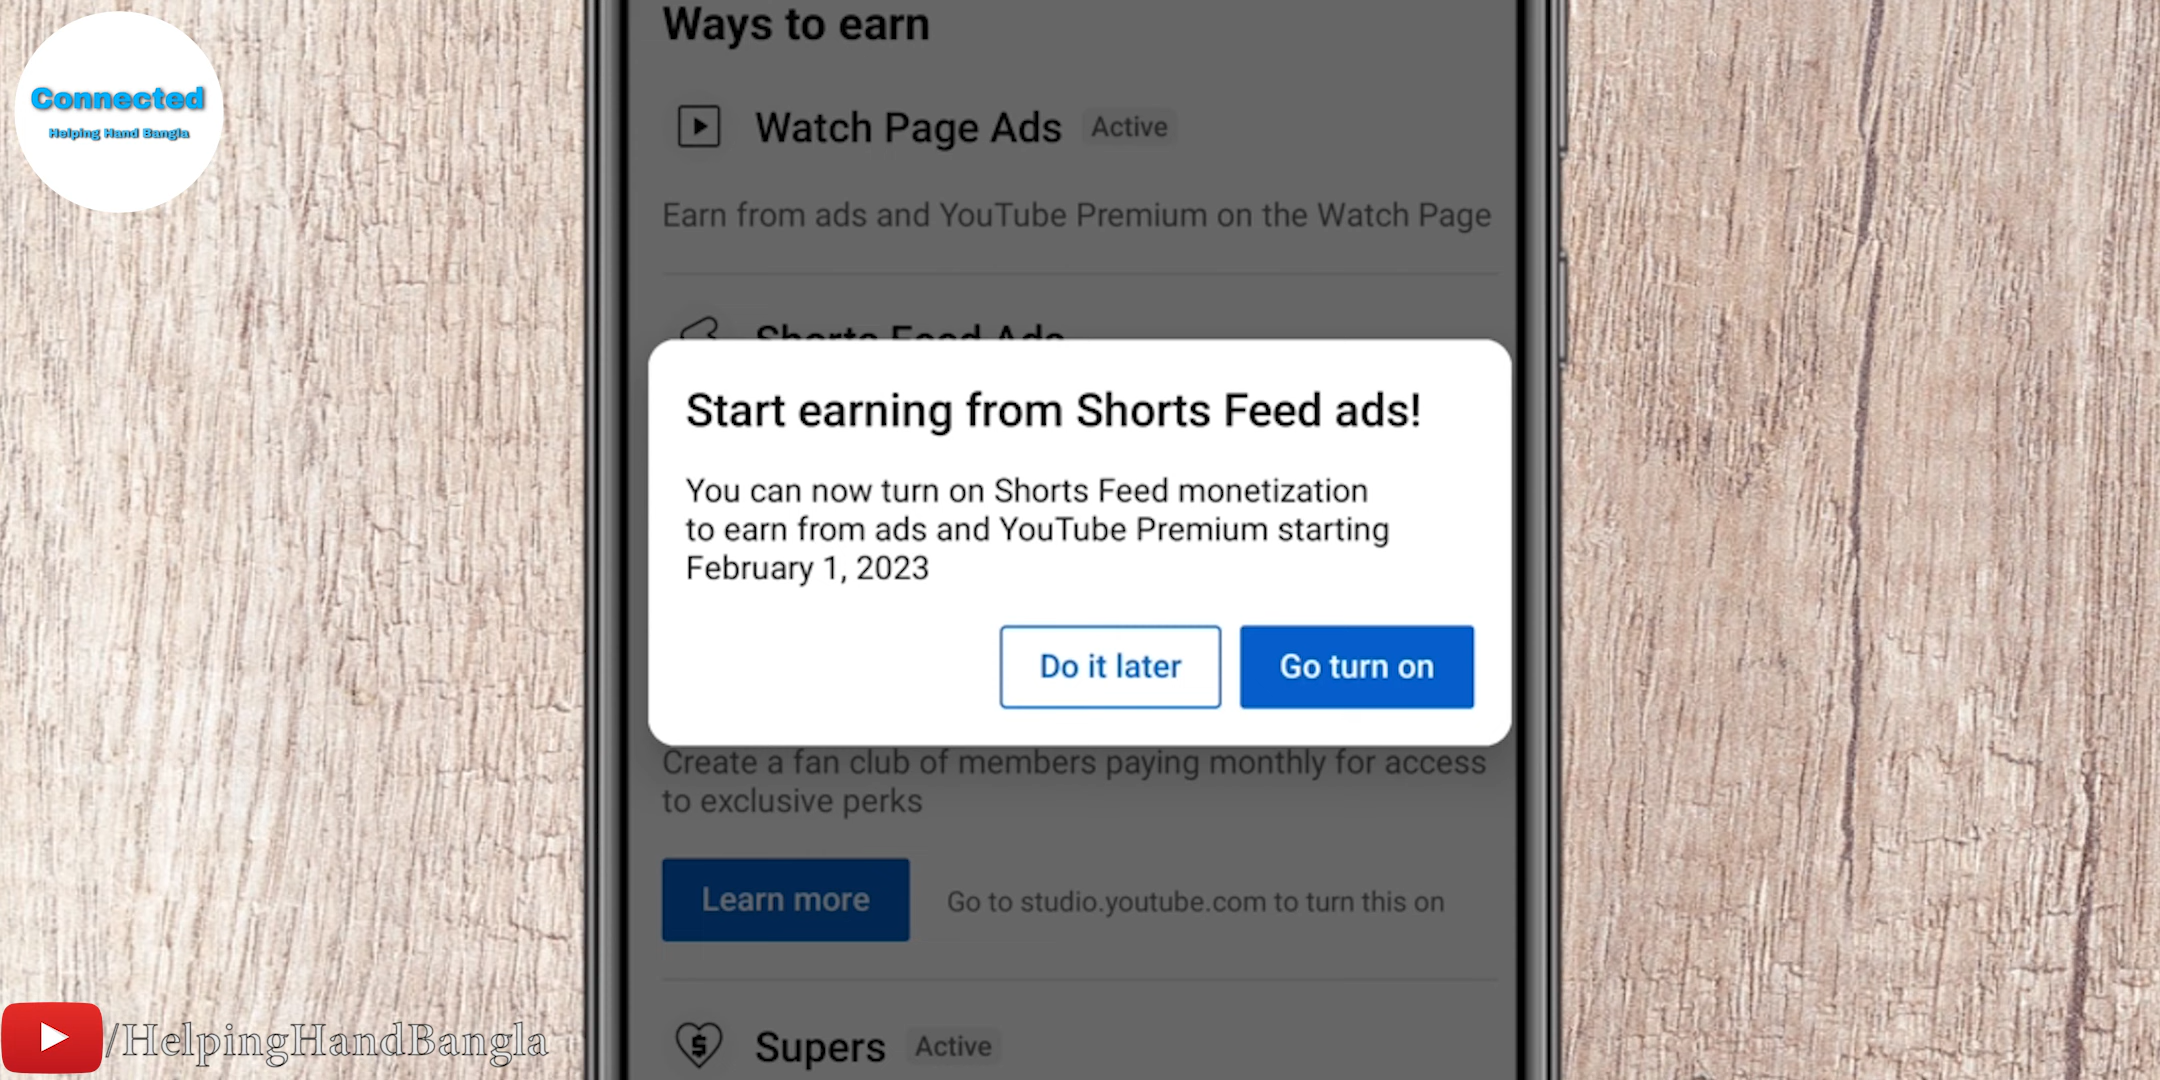 Connected
Helping Hand Bangla
Ways to earn
Watch Page Ads Active
Earn from ads and YouTube Premium on the Watch Page
Shorts Feed Ads
Start earning from Shorts Feed ads!
You can now turn on Shorts Feed monetization
to earn from ads and YouTube Premium starting
February 1, 2023
Do it later Go turn on
Create a fan club of members paying monthly for access
to exclusive perks
Learn more Go to studio.youtube.com to turn this on
Supers Active
/HelpingHandBangla